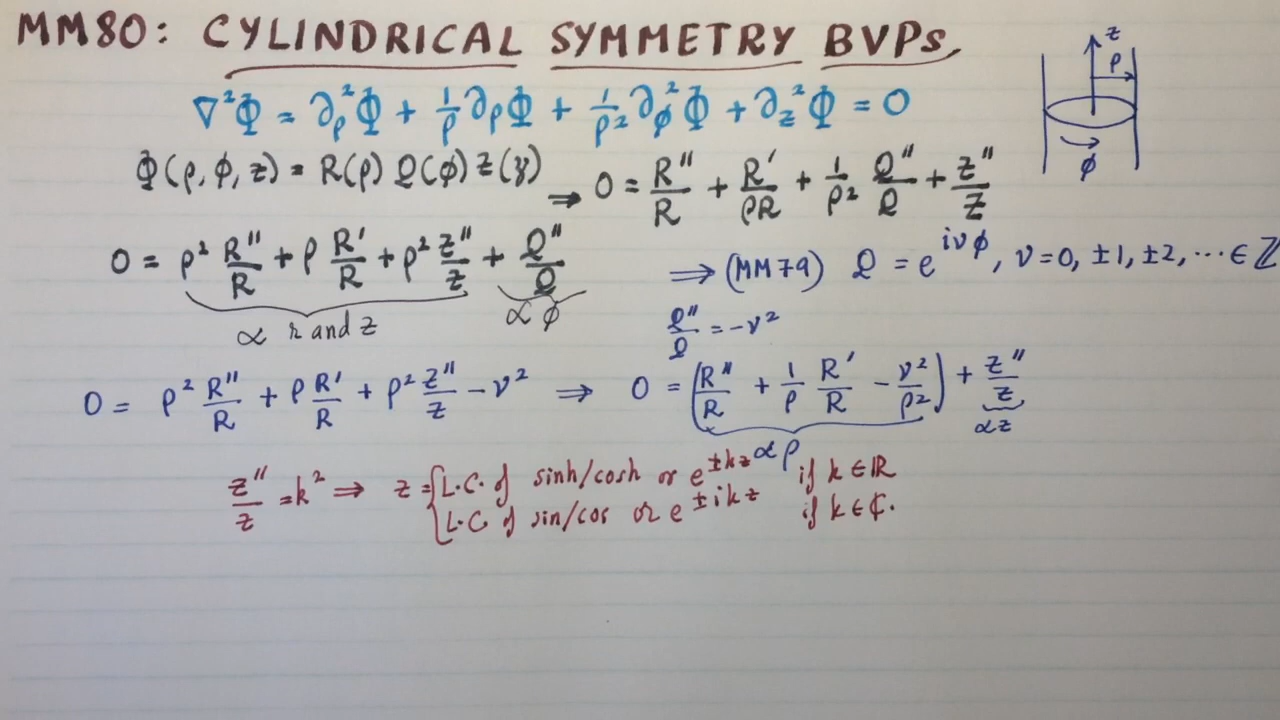 MM80: CYLINDRICAL SYMMETRY BVPs
∇²Φ = ∂ρ²Φ + 1/ρ ∂ρΦ + 1/ρ² ∂ϕ²Φ + ∂z²Φ = 0
z
ρ
ϕ
Φ(ρ, ϕ, z) = R(ρ) Q(ϕ) Z(z) ⇒ 0 = R''/R + R'/ρR + 1/ρ² Q''/Q + Z''/Z
0 = ρ² R''/R + ρ R'/R + ρ² Z''/Z + Q''/Q ⇒ (MM79) Q = e^{iνϕ}, ν = 0, ±1, ±2, ⋯ ∈ ℤ
∝ r and z ∝ ϕ
Q''/Q = -ν²
0 = ρ² R''/R + ρ R'/R + ρ² Z''/Z - ν² ⇒ 0 = (R''/R + 1/ρ R'/R - ν²/ρ²) + Z''/Z
∝ρ ∝z
Z''/Z = k² ⇒ Z = { L.C. of sinh/cosh or e^{±kz} if k ∈ ℝ
L.C. of sin/cos or e^{±ikz} if k ∈ ℂ.